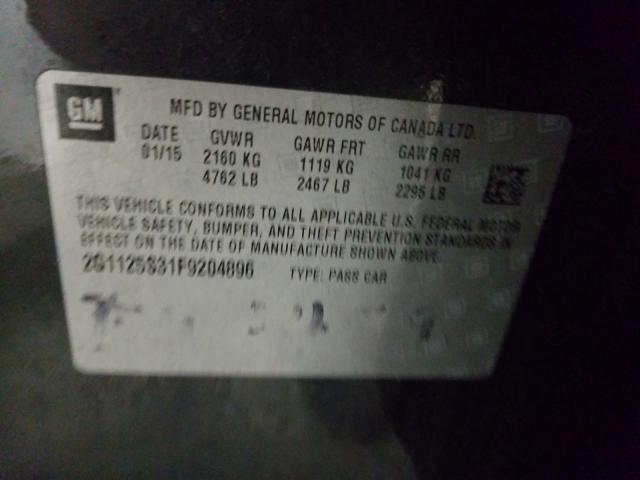 GM
MFD BY GENERAL MOTORS OF CANADA LTD.
DATE GVWR GAWR FRT GAWR RR
01/15 2160 KG 1119 KG 1041 KG
4762 LB 2467 LB 2295 LB
THIS VEHICLE CONFORMS TO ALL APPLICABLE U.S. FEDERAL MOTOR
VEHICLE SAFETY, BUMPER, AND THEFT PREVENTION STANDARDS IN
EFFECT ON THE DATE OF MANUFACTURE SHOWN ABOVE.
2G1125S31F9204896 TYPE: PASS CAR